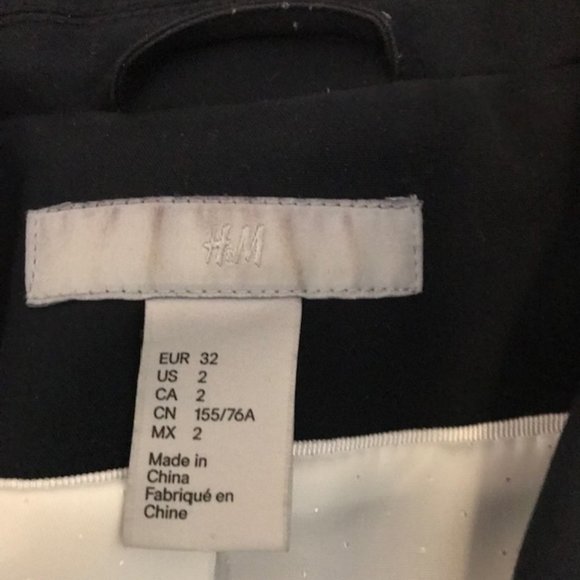 H&M
EUR 32
US 2
CA 2
CN 155/76A
MX 2
Made in
China
Fabriqué en
Chine